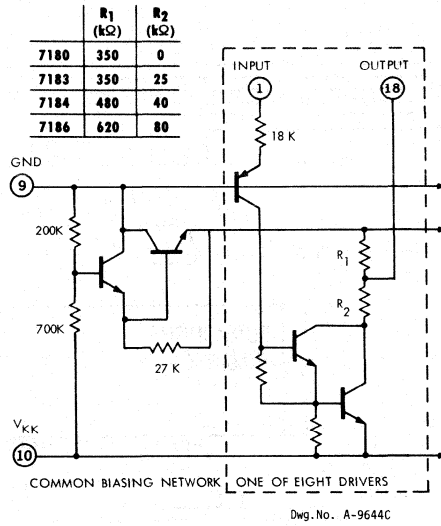 R1 R2
(kΩ) (kΩ)
7180 350 0
7183 350 25
7184 480 40
7186 620 80
INPUT OUTPUT
1 18
18 K
GND
9
200K
R1
R2
700K
27 K
VKK
10
COMMON BIASING NETWORK ONE OF EIGHT DRIVERS
Dwg.No. A-9644C